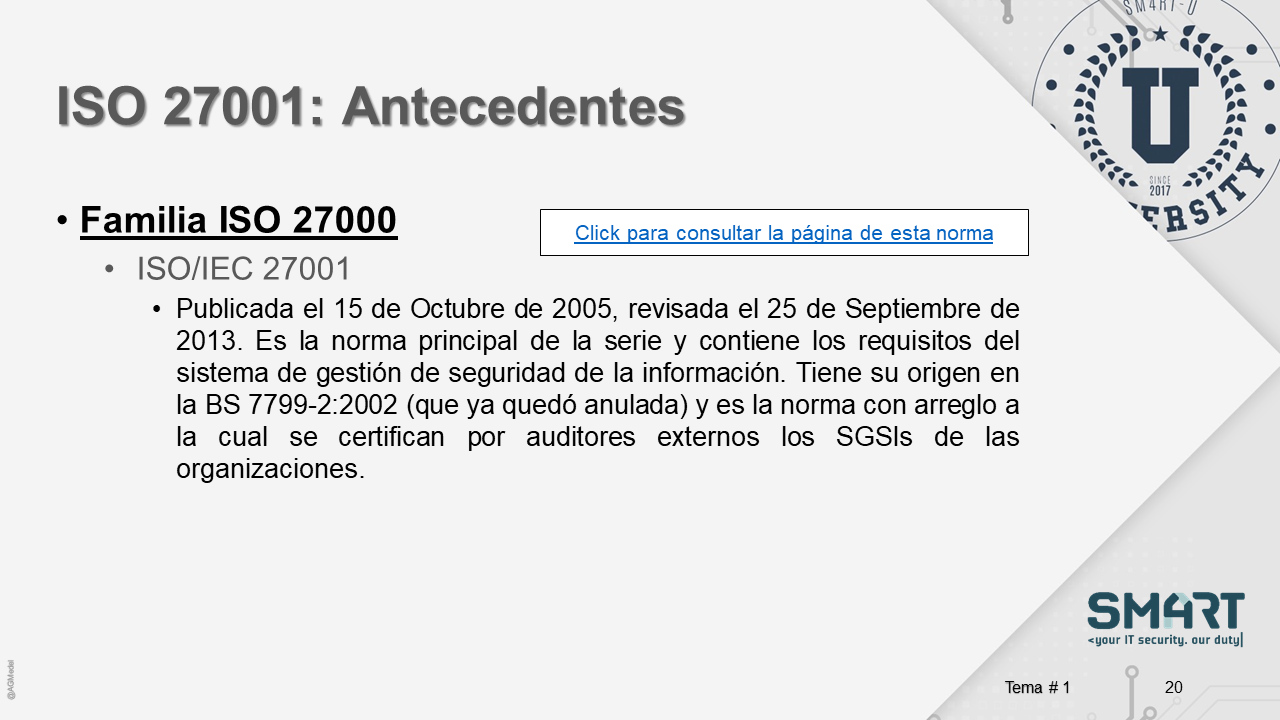 SM4RT-U
ISO 27001: Antecedentes
U
SINCE
2017
• Familia ISO 27000
Click para consultar la página de esta norma
• ISO/IEC 27001
• Publicada el 15 de Octubre de 2005, revisada el 25 de Septiembre de
2013. Es la norma principal de la serie y contiene los requisitos del
sistema de gestión de seguridad de la información. Tiene su origen en
la BS 7799-2:2002 (que ya quedó anulada) y es la norma con arreglo a
la cual se certifican por auditores externos los SGSIs de las
organizaciones.
SM4RT
<your IT security. our duty|
@AGMedel
Tema # 1
20